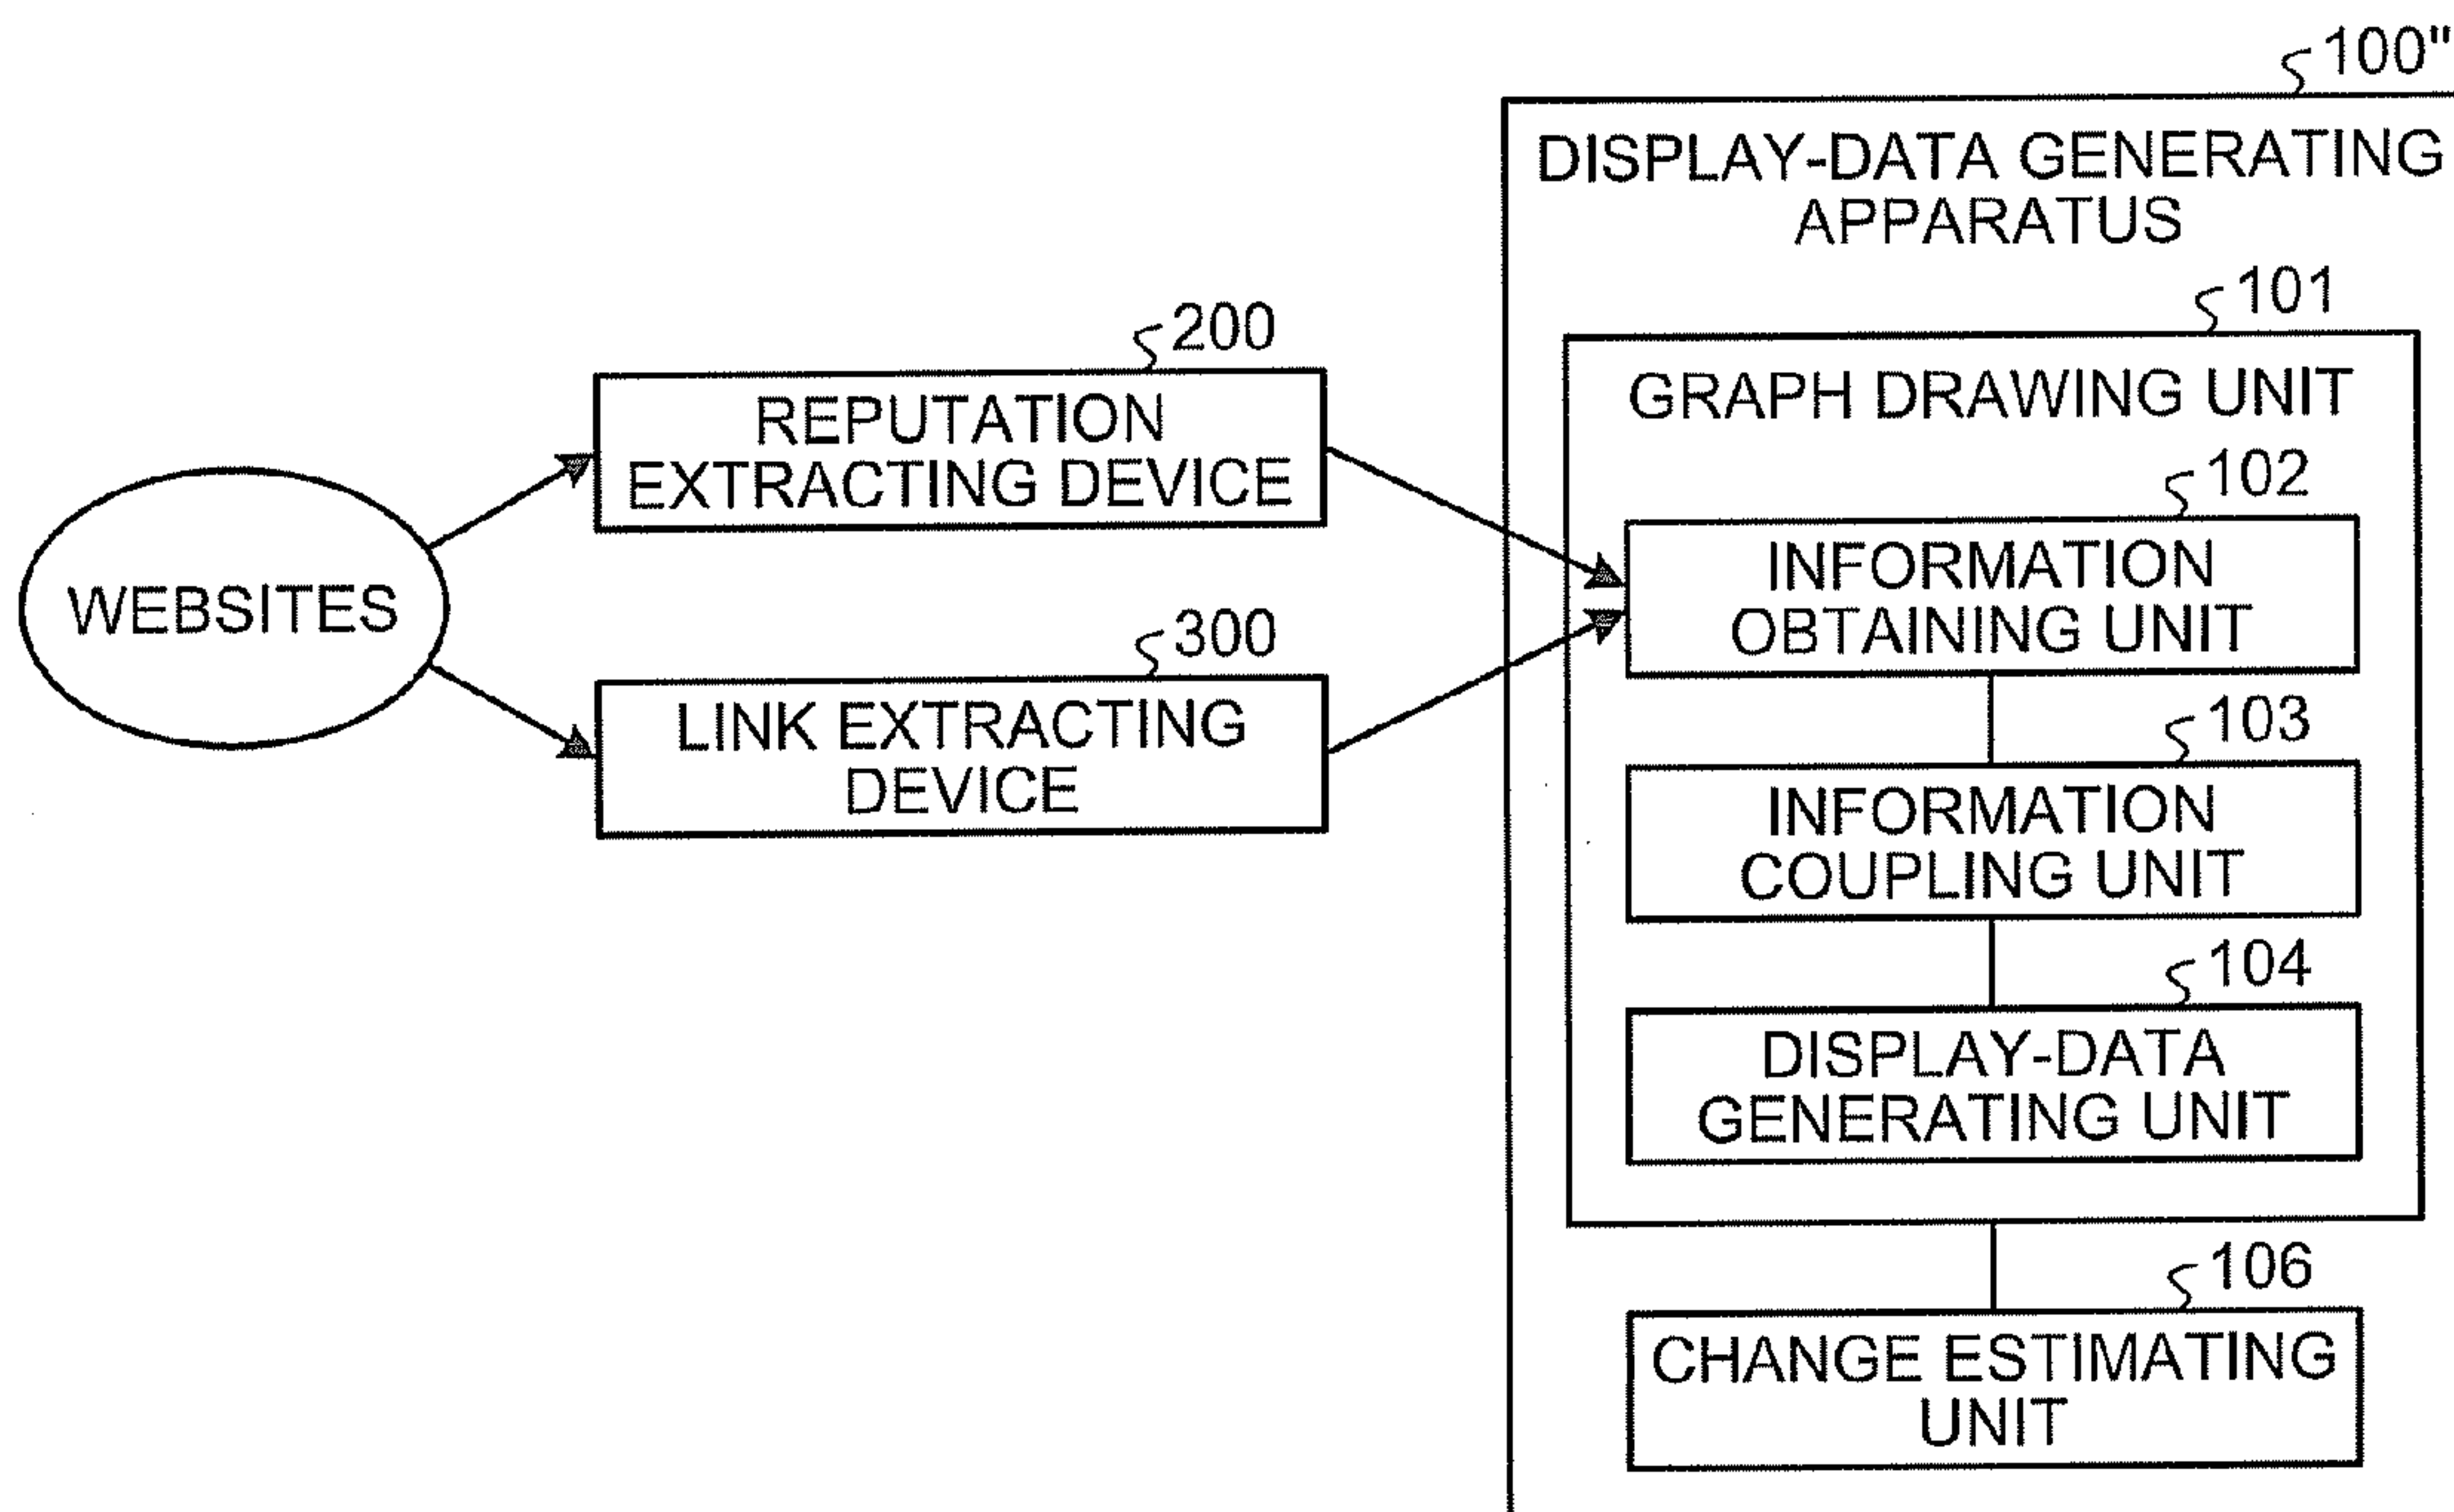 100"
DISPLAY-DATA GENERATING
APPARATUS
101
GRAPH DRAWING UNIT
200
REPUTATION
EXTRACTING DEVICE
102
INFORMATION
OBTAINING UNIT
WEBSITES
300
LINK EXTRACTING
DEVICE
103
INFORMATION
COUPLING UNIT
104
DISPLAY-DATA
GENERATING UNIT
106
CHANGE ESTIMATING
UNIT